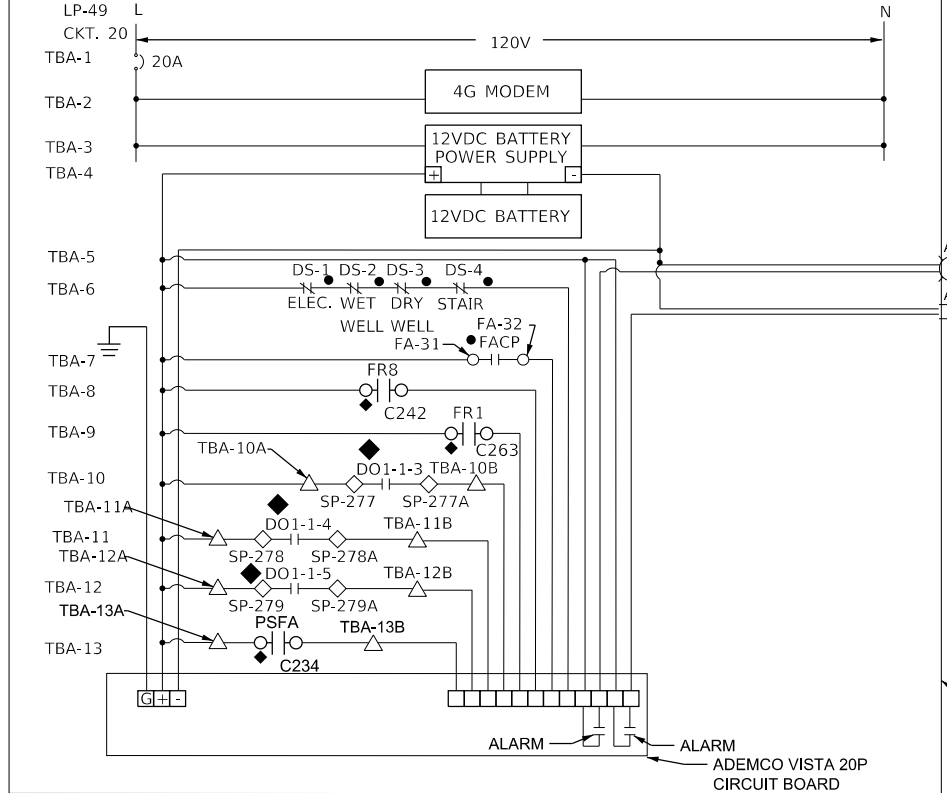 LP-49 L N
CKT. 20
120V
TBA-1 20A
TBA-2 4G MODEM
TBA-3 12VDC BATTERY
POWER SUPPLY
TBA-4 + -
12VDC BATTERY
TBA-5
DS-1 DS-2 DS-3 DS-4
TBA-6
ELEC. WET DRY STAIR
WELL WELL
FA-32
FA-31 FACP
TBA-7
FR8
TBA-8
C242
FR1
TBA-9
C263
TBA-10A
DO1-1-3 TBA-10B
TBA-10
SP-277 SP-277A
TBA-11A
DO1-1-4 TBA-11B
TBA-11
SP-278 SP-278A
TBA-12A
DO1-1-5 TBA-12B
TBA-12
SP-279 SP-279A
TBA-13A
PSFA TBA-13B
TBA-13
C234
G + -
ALARM ALARM
ADEMCO VISTA 20P
CIRCUIT BOARD